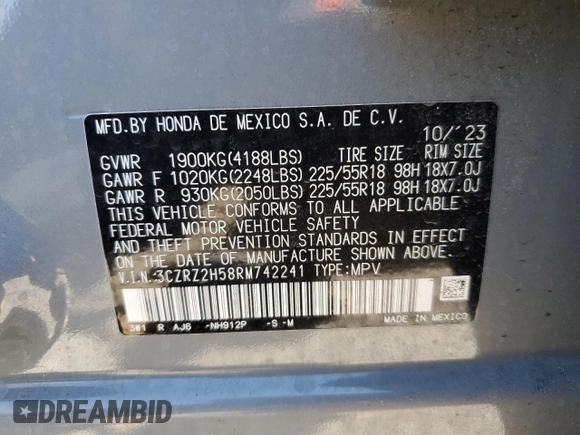 MFD.BY HONDA DE MEXICO S.A. DE C.V.
10/´23
GVWR 1900KG(4188LBS) TIRE SIZE RIM SIZE
GAWR F 1020KG(2248LBS) 225/55R18 98H 18X7.0J
GAWR R 930KG(2050LBS) 225/55R18 98H 18X7.0J
THIS VEHICLE CONFORMS TO ALL APPLICABLE
FEDERAL MOTOR VEHICLE SAFETY
AND THEFT PREVENTION STANDARDS IN EFFECT
ON THE DATE OF MANUFACTURE SHOWN ABOVE.
V.I.N.:3CZRZ2H58RM742241 TYPE:MPV
3W1 R AJ6 -NH912P -S -M
MADE IN MEXICO
DREAMBID